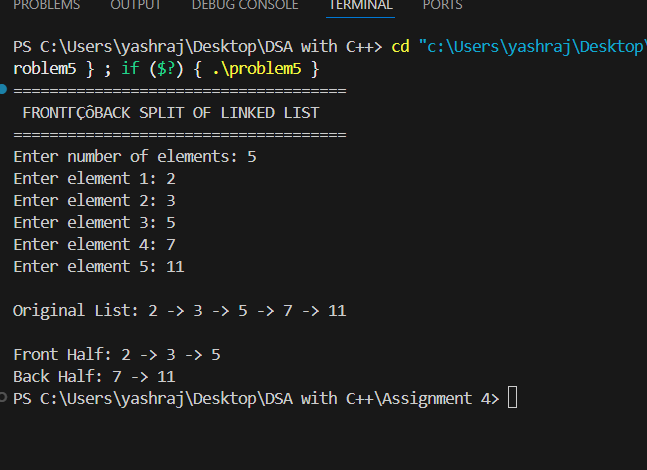 PROBLEMS OUTPUT DEBUG CONSOLE TERMINAL PORTS
PS C:\Users\yashraj\Desktop\DSA with C++> cd "c:\Users\yashraj\Desktop\
roblem5 } ; if ($?) { .\problem5 }
=====================================
FRONTΓÇôBACK SPLIT OF LINKED LIST
=====================================
Enter number of elements: 5
Enter element 1: 2
Enter element 2: 3
Enter element 3: 5
Enter element 4: 7
Enter element 5: 11
Original List: 2 -> 3 -> 5 -> 7 -> 11
Front Half: 2 -> 3 -> 5
Back Half: 7 -> 11
PS C:\Users\yashraj\Desktop\DSA with C++\Assignment 4>